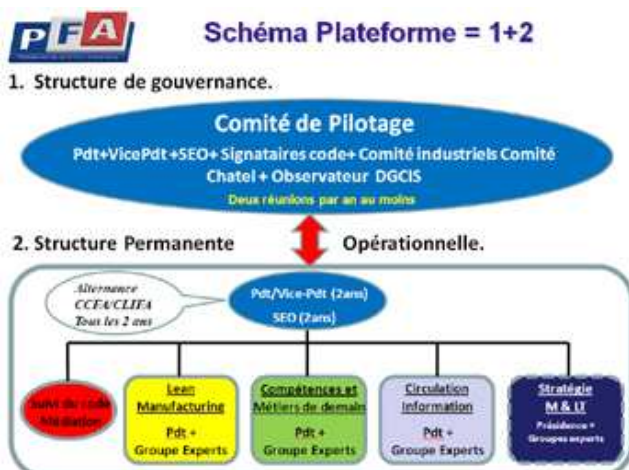 PFA
Schéma Plateforme = 1+2
1. Structure de gouvernance.
Comité de Pilotage
Pdt+VicePdt +SEO+ Signataires code+ Comité industriels Comité
Chatel + Observateur DGCIS
Deux réunions par an au moins
2. Structure Permanente Opérationnelle.
Alternance
CCFA/CLIFA
Tous les 2 ans
Pdt/Vice-Pdt (2ans)
SEO (2ans)
Suivi du code
Médiation
Lean
Manufacturing
Pdt +
Groupe Experts
Compétences et
Métiers de demain
Pdt +
Groupe Experts
Circulation
Information
Pdt +
Groupe Experts
Stratégie
M & LT
Présidence +
Groupes experts